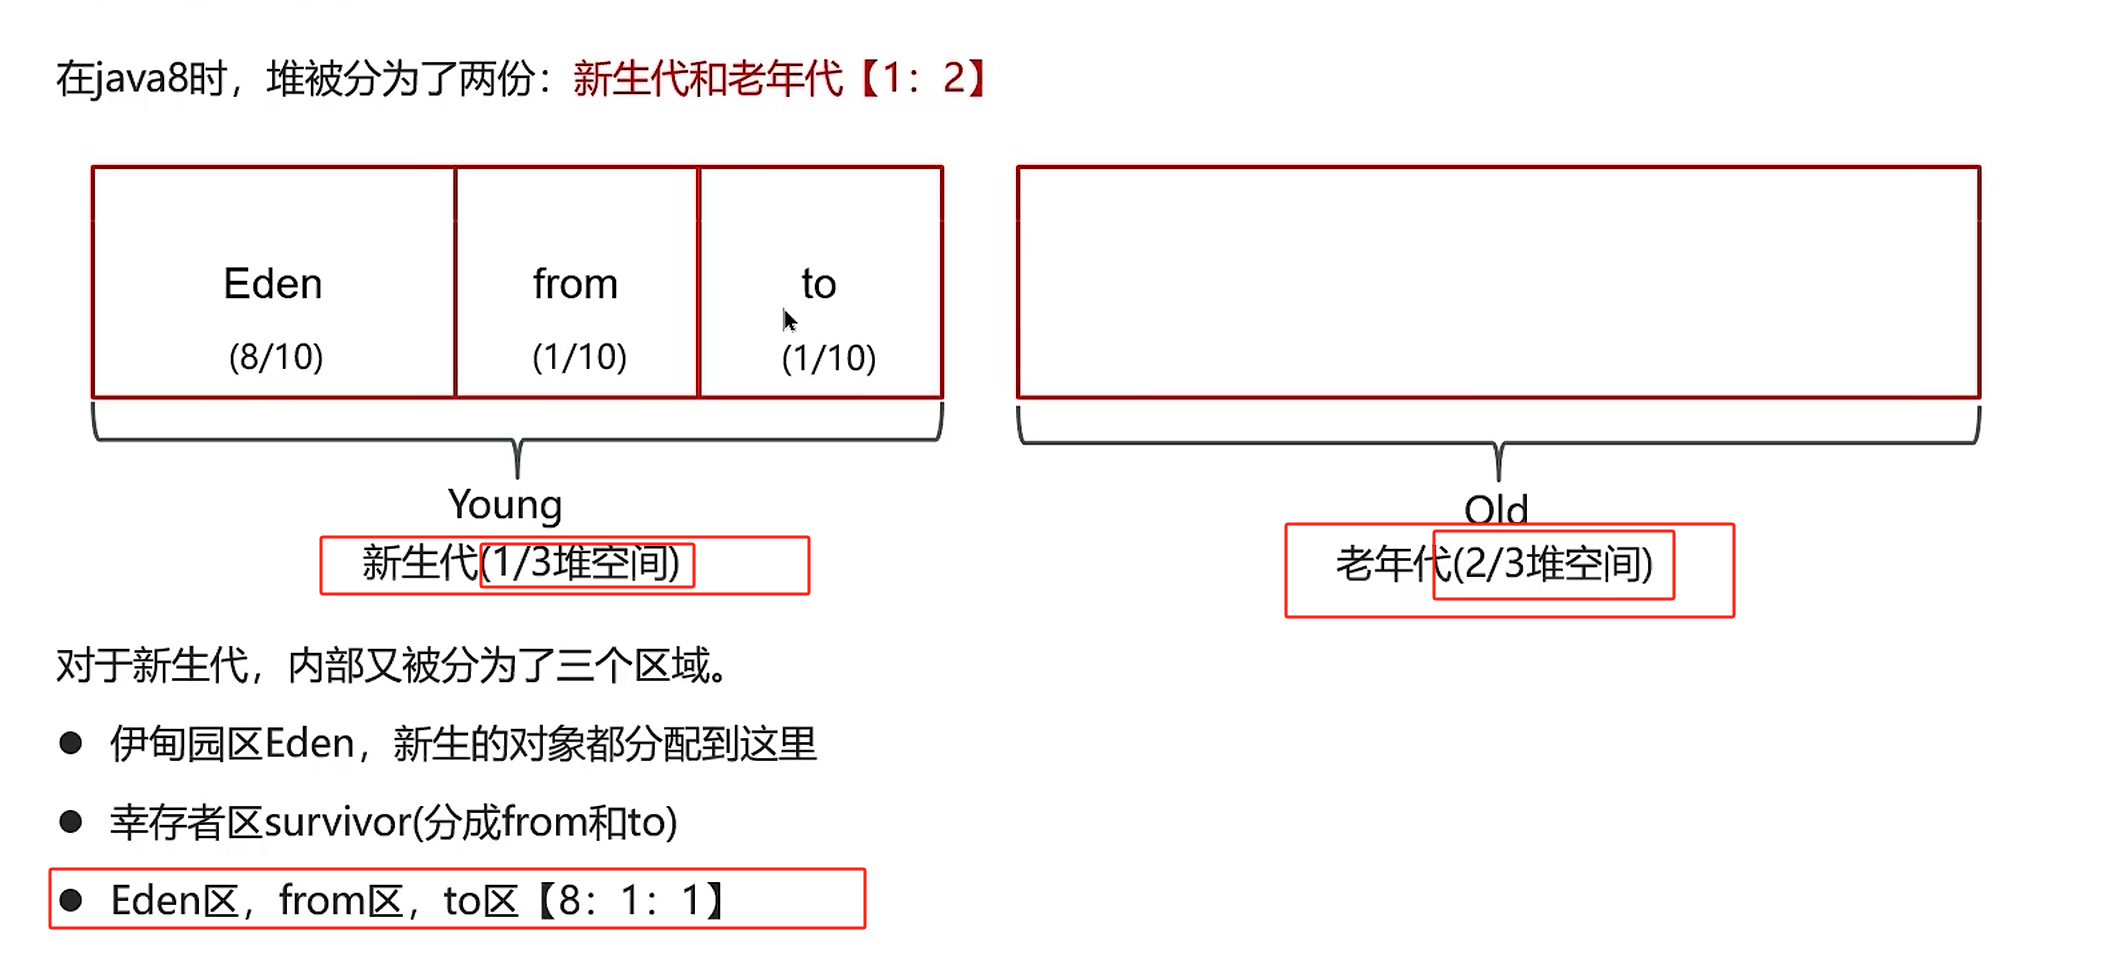 在java8时，堆被分为了两份：新生代和老年代【1：2】
Eden from to
(8/10) (1/10) (1/10)
Young
Old
新生代(1/3堆空间)
老年代(2/3堆空间)
对于新生代，内部又被分为了三个区域。
● 伊甸园区Eden，新生的对象都分配到这里
● 幸存者区survivor(分成from和to)
● Eden区，from区，to区【8：1：1】